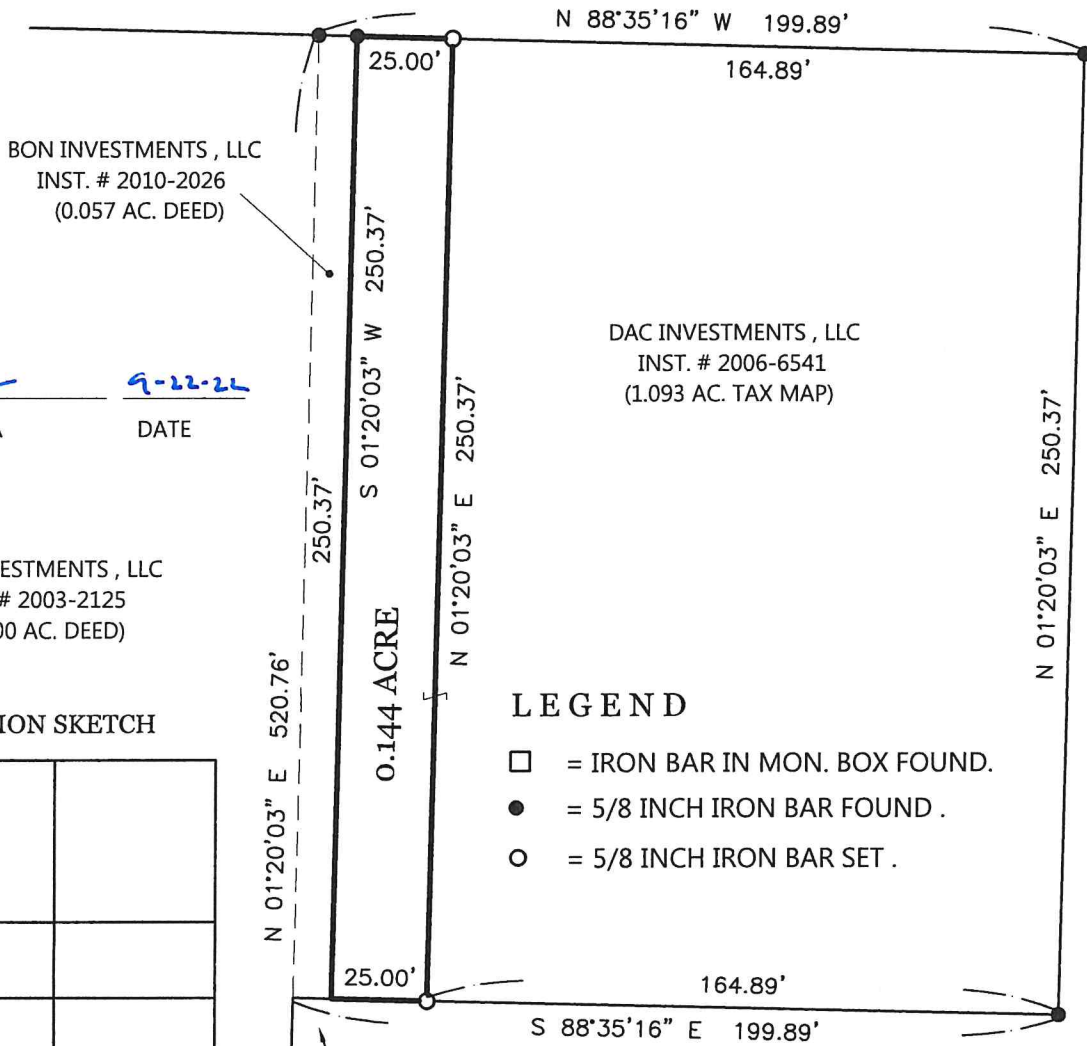 N 88°35'16" W 199.89'
25.00'
164.89'
BON INVESTMENTS , LLC
INST. # 2010-2026
(0.057 AC. DEED)
S 01°20'03" W 250.37'
N 01°20'03" E 250.37'
DAC INVESTMENTS , LLC
INST. # 2006-6541
(1.093 AC. TAX MAP)
N 01°20'03" E 250.37'
9-22-22
DATE
250.37'
ESTMENTS , LLC
# 2003-2125
00 AC. DEED)
0.144 ACRE
N 01°20'03" E 520.76'
ION SKETCH
LEGEND
= IRON BAR IN MON. BOX FOUND.
= 5/8 INCH IRON BAR FOUND .
= 5/8 INCH IRON BAR SET .
25.00'
164.89'
S 88°35'16" E 199.89'